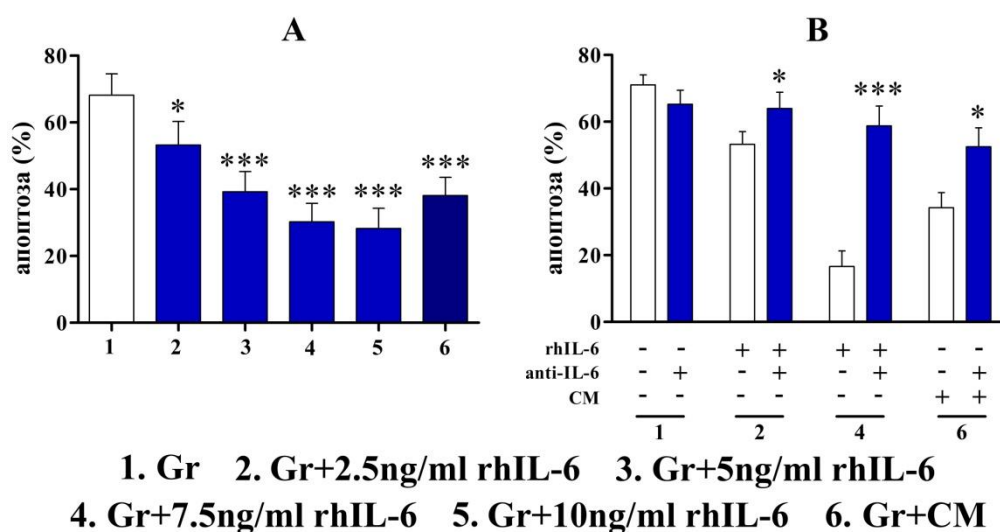 A
80
60
40
20
0
апоптоза (%)
*
***
***
***
***
1 2 3 4 5 6
B
80
60
40
20
0
апоптоза (%)
*
***
*
rhIL-6 - - + + + + - -
anti-IL-6 - + - + - + - +
CM - - - - - - + +
1 2 4 6
1. Gr 2. Gr+2.5ng/ml rhIL-6 3. Gr+5ng/ml rhIL-6
4. Gr+7.5ng/ml rhIL-6 5. Gr+10ng/ml rhIL-6 6. Gr+CM